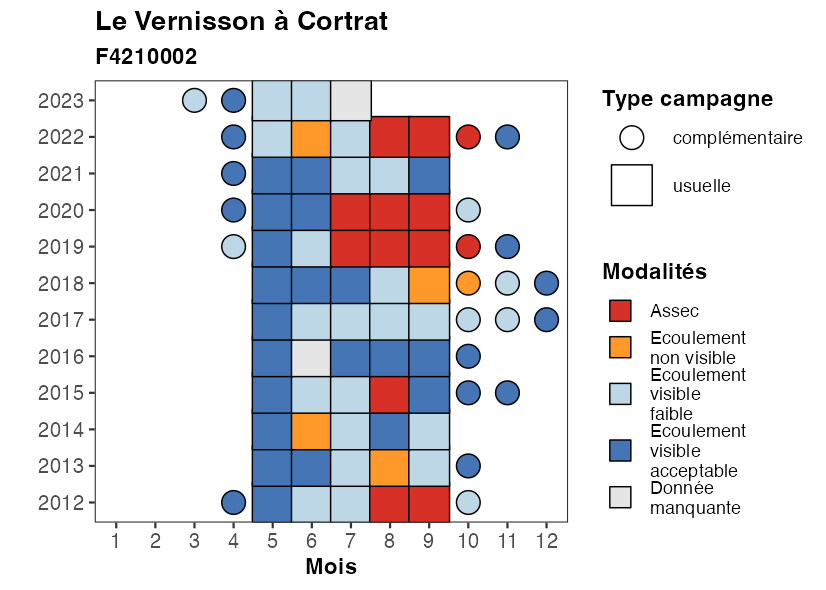 Le Vernisson à Cortrat
F4210002
2023
2022
2021
2020
2019
2018
2017
2016
2015
2014
2013
2012
1 2 3 4 5 6 7 8 9 10 11 12
Mois
Type campagne
complémentaire
usuelle
Modalités
Assec
Ecoulement
non visible
Ecoulement
visible
faible
Ecoulement
visible
acceptable
Donnée
manquante